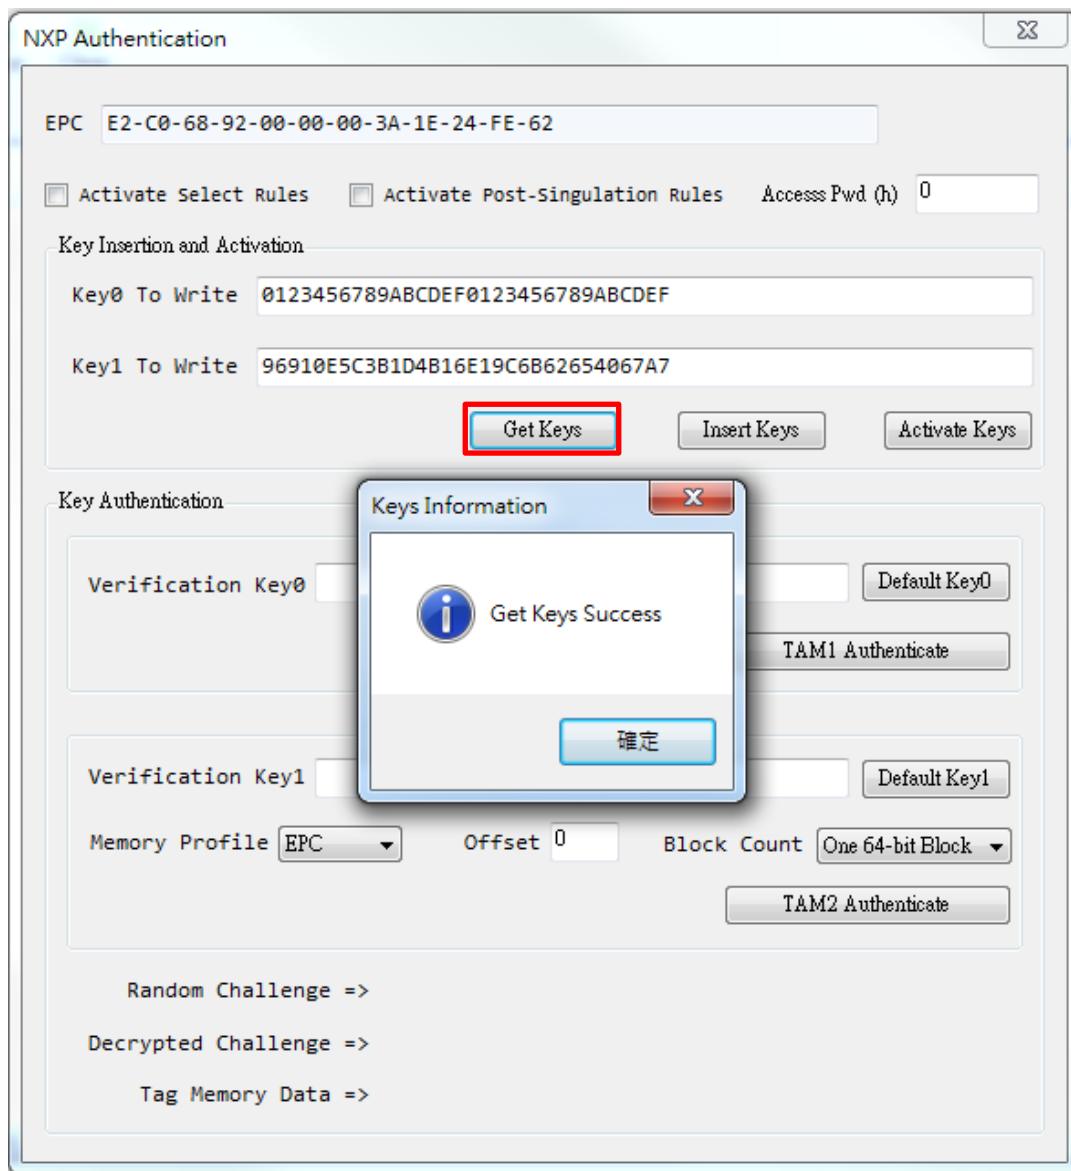 NXP Authentication
EPC E2-C0-68-92-00-00-00-3A-1E-24-FE-62
Activate Select Rules Activate Post-Singulation Rules Accesss Pwd (h) 0
Key Insertion and Activation
Key0 To Write 0123456789ABCDEF0123456789ABCDEF
Key1 To Write 96910E5C3B1D4B16E19C6B62654067A7
Get Keys Insert Keys Activate Keys
Key Authentication
Keys Information
Verification Key0 Default Key0
Get Keys Success
TAM1 Authenticate
確定
Verification Key1 Default Key1
Memory Profile EPC Offset 0 Block Count One 64-bit Block
TAM2 Authenticate
Random Challenge =>
Decrypted Challenge =>
Tag Memory Data =>